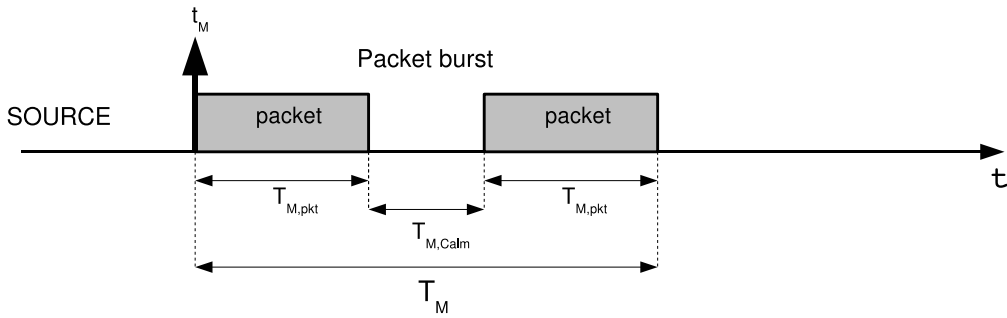 t_M
Packet burst
SOURCE
packet
packet
t
T_M,pkt
T_M,pkt
T_M,Calm
T_M